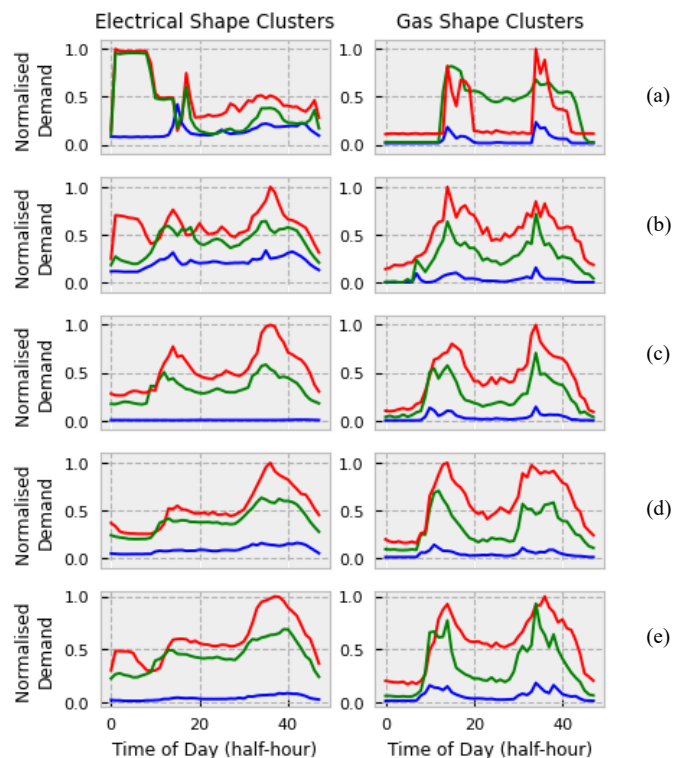 Electrical Shape Clusters Gas Shape Clusters
Normalised Demand
1.0
0.5
0.0
(a)
Normalised Demand
1.0
0.5
0.0
(b)
Normalised Demand
1.0
0.5
0.0
(c)
Normalised Demand
1.0
0.5
0.0
(d)
Normalised Demand
1.0
0.5
0.0
(e)
0 20 40 0 20 40
Time of Day (half-hour) Time of Day (half-hour)